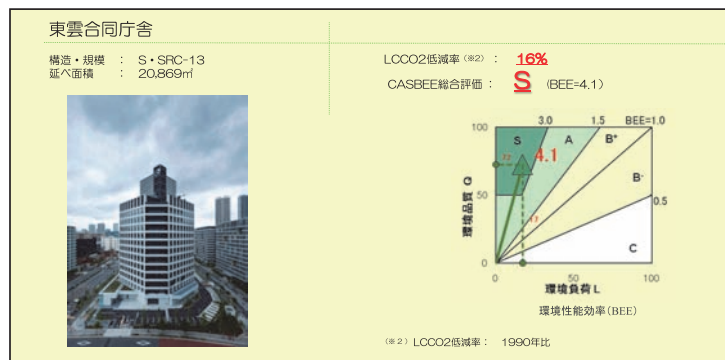 東雲合同庁舎
構造・規模 ： S・SRC-13
延べ面積 ： 20,869㎡
LCCO2低減率(※2)： 16%
CASBEE総合評価： S (BEE=4.1)
3.0 1.5 BEE=1.0
100
S A B+
4.1
72
B-
50
0.5
17
C
0
0 50 100
環境品質 Q
環境負荷 L
環境性能効率(BEE)
(※2) LCCO2低減率： 1990年比